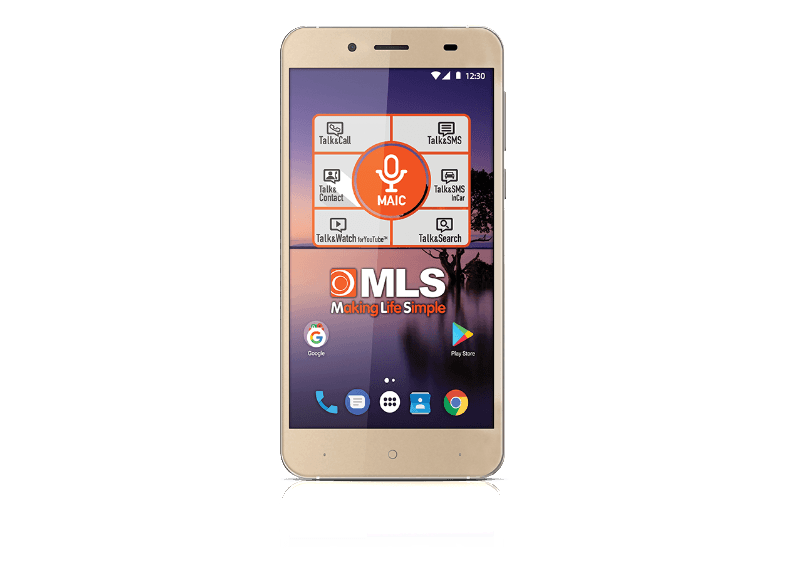 12:30
Talk&Call
Talk&SMS
Talk&
Contact
MAIC
Talk&SMS
inCar
Talk&Watch for YouTube™
Talk&Search
MLS
Making Life Simple
Google
Play Store